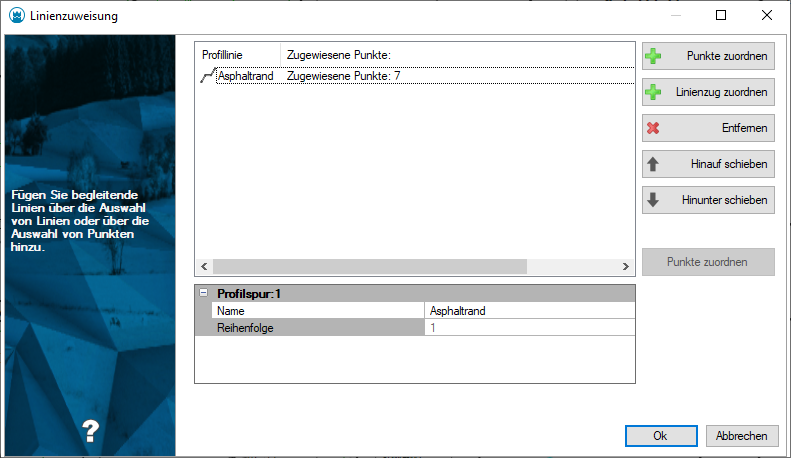 Linienzuweisung
Fügen Sie begleitende
Linien über die Auswahl
von Linien oder über die
Auswahl von Punkten
hinzu.
?
Profillinie Zugewiesene Punkte:
Asphaltrand Zugewiesene Punkte: 7
Punkte zuordnen
Linienzug zuordnen
Entfernen
Hinauf schieben
Hinunter schieben
Punkte zuordnen
Profilspur: 1
Name Asphaltrand
Reihenfolge 1
Ok
Abbrechen